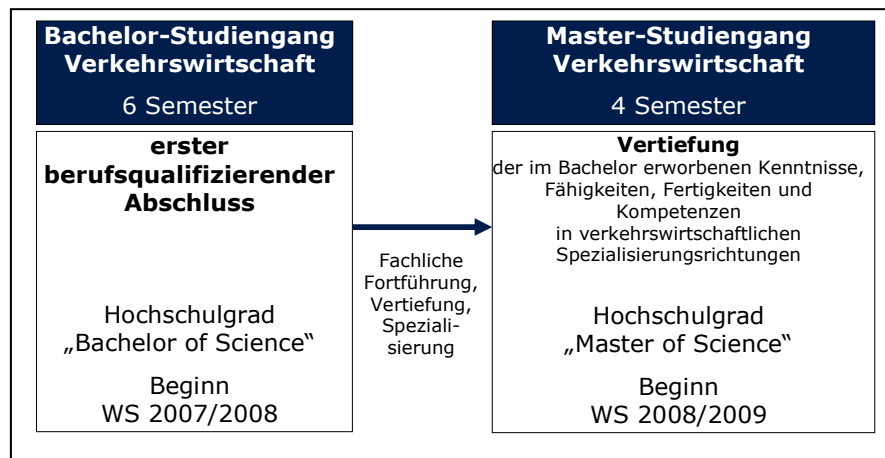 Bachelor-Studiengang
Verkehrswirtschaft
6 Semester
erster
berufsqualifizierender
Abschluss
Hochschulgrad
„Bachelor of Science“
Beginn
WS 2007/2008
Fachliche
Fortführung,
Vertiefung,
Speziali-
sierung
Master-Studiengang
Verkehrswirtschaft
4 Semester
Vertiefung
der im Bachelor erworbenen Kenntnisse,
Fähigkeiten, Fertigkeiten und
Kompetenzen
in verkehrswirtschaftlichen
Spezialisierungsrichtungen
Hochschulgrad
„Master of Science“
Beginn
WS 2008/2009